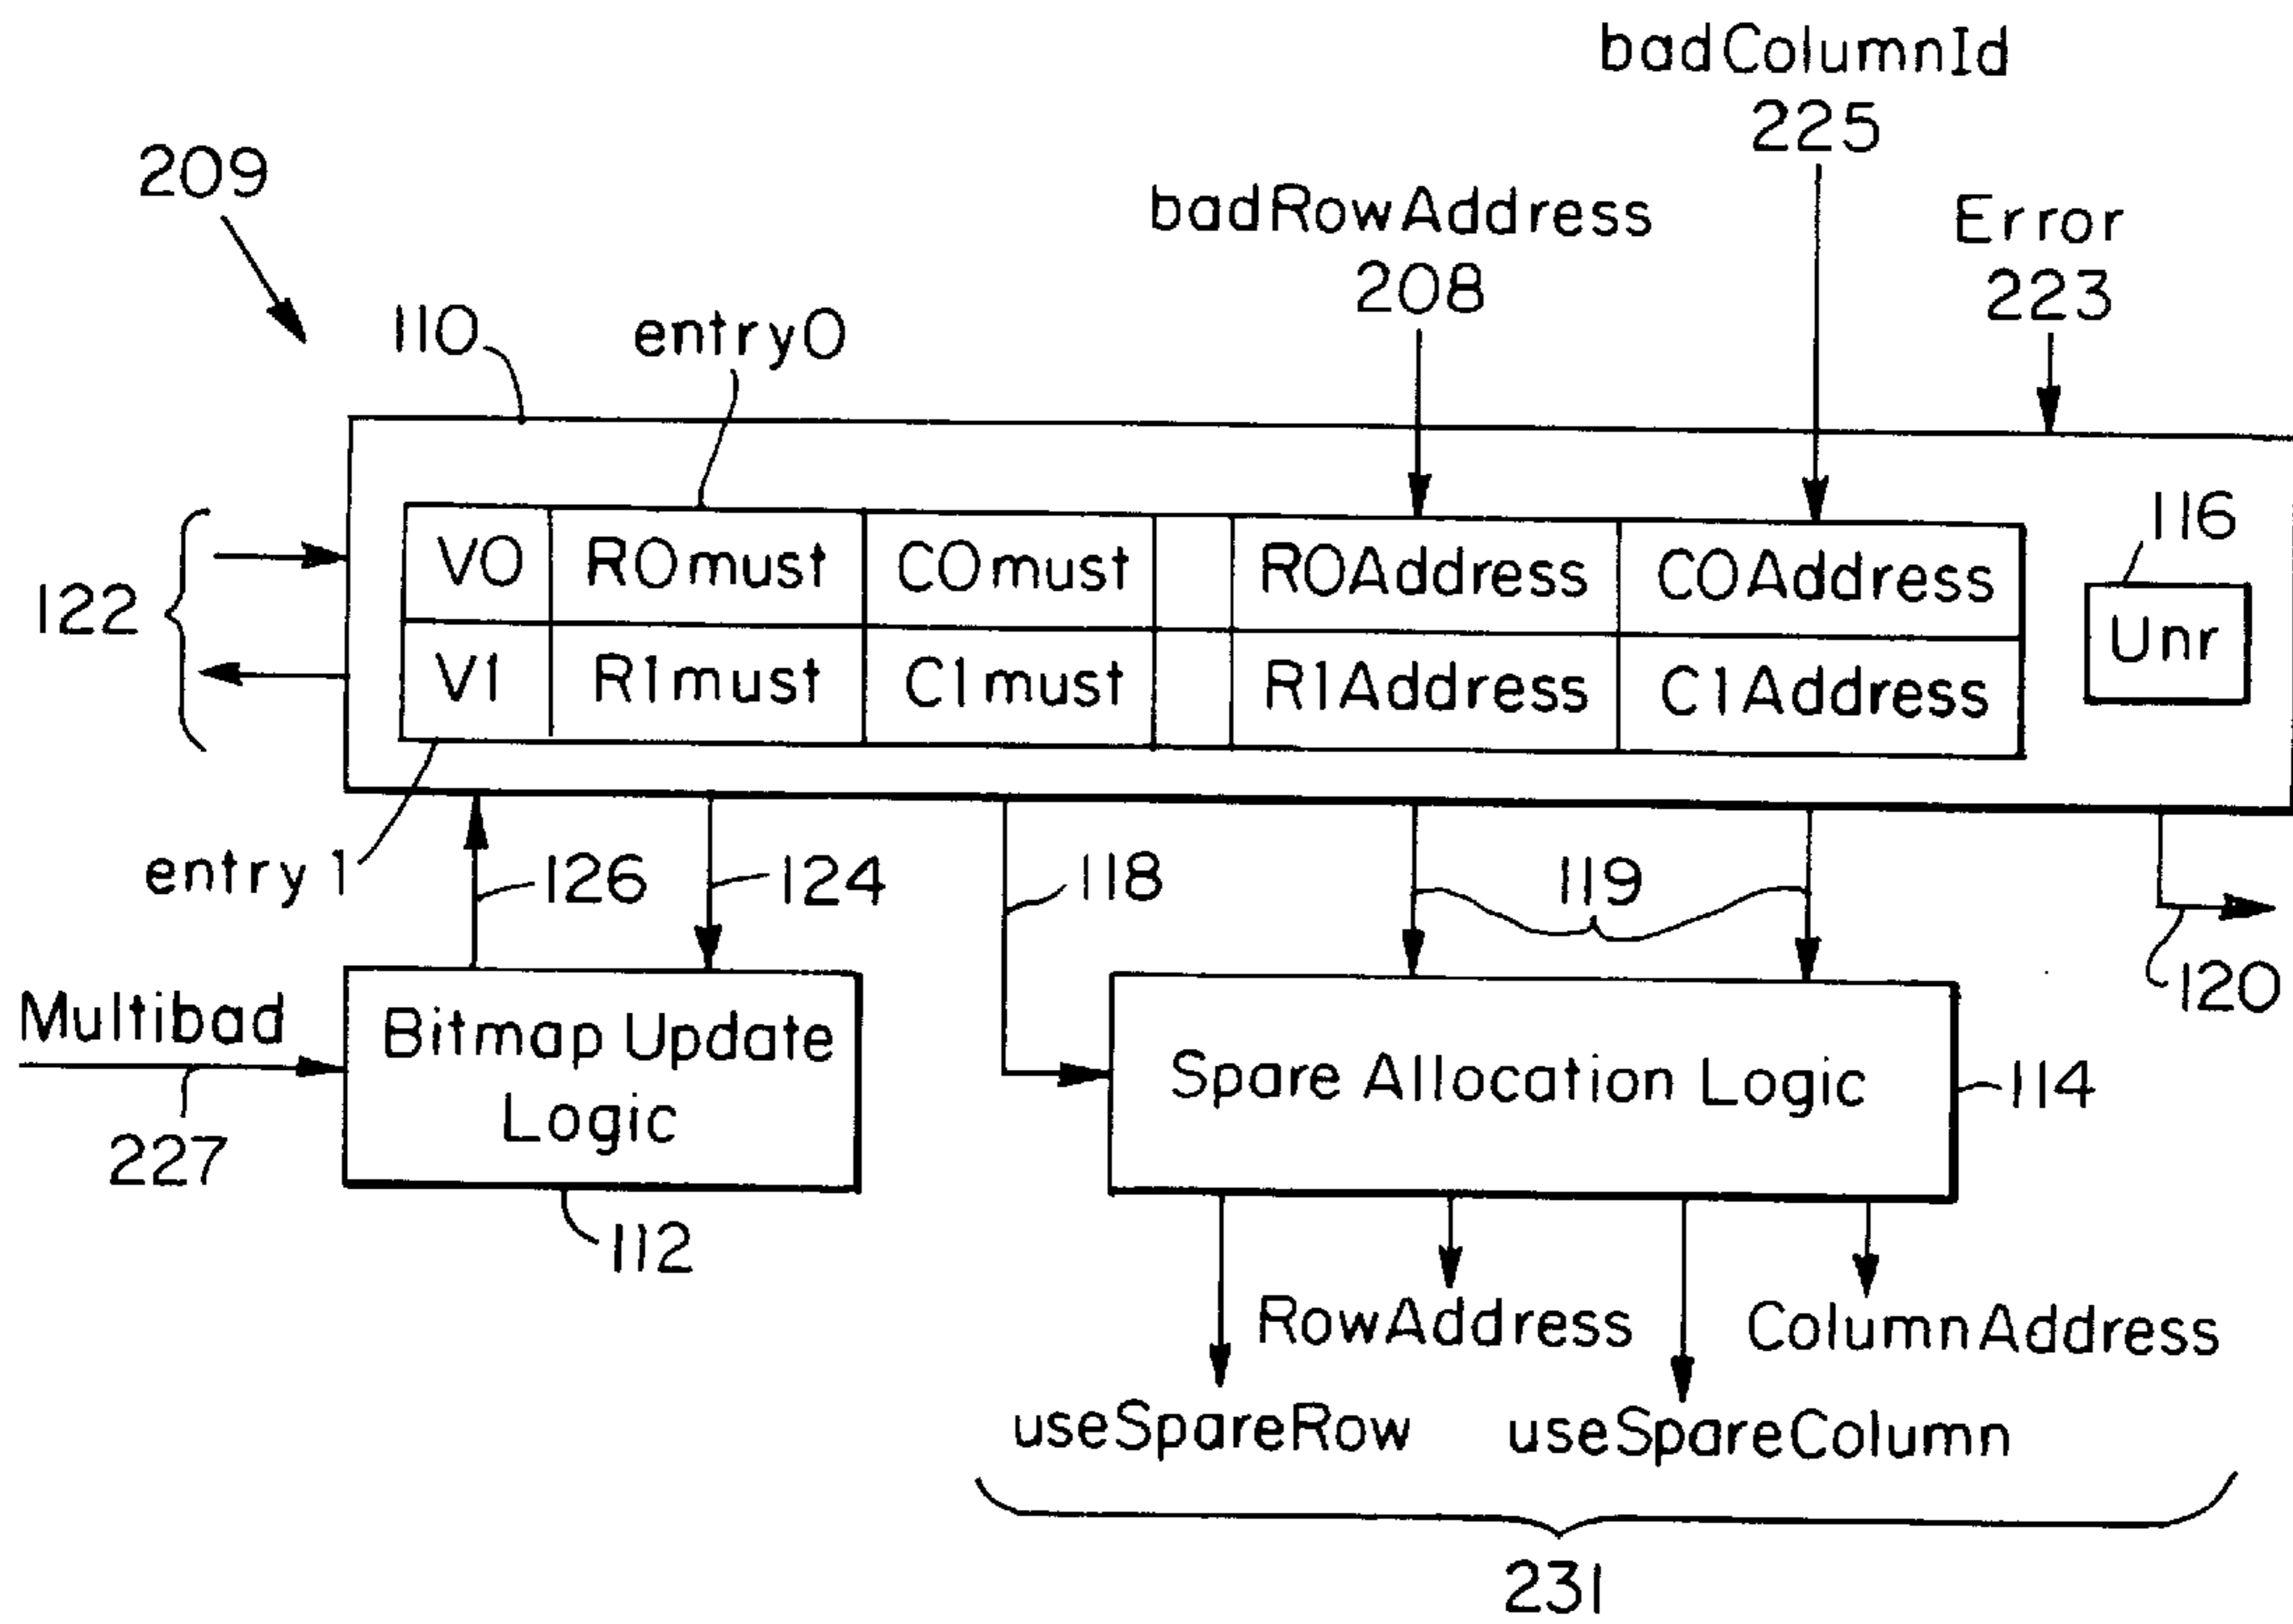 badColumnId
225
209
badRowAddress
208
Error
223
110
entry0
116
122
V0 R0must C0must R0Address C0Address
V1 R1must C1must R1Address C1Address
Unr
entry1
126
124
118
119
120
Multibad
227
Bitmap Update
Logic
112
Spare Allocation Logic
114
RowAddress
ColumnAddress
useSpareRow
useSpareColumn
231